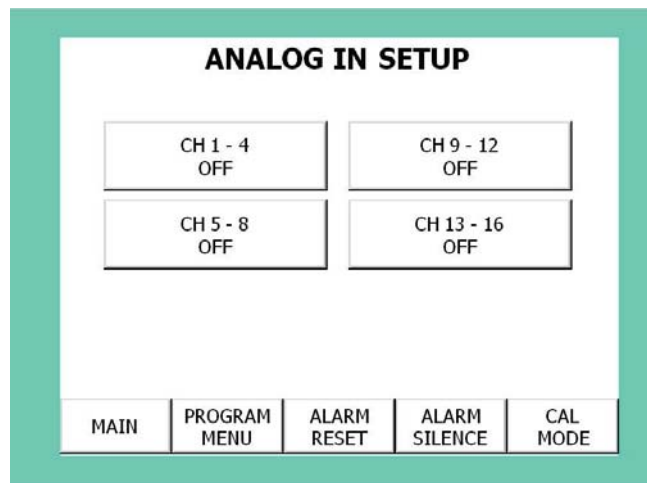 ANALOG IN SETUP
CH 1 - 4
OFF
CH 9 - 12
OFF
CH 5 - 8
OFF
CH 13 - 16
OFF
MAIN
PROGRAM
MENU
ALARM
RESET
ALARM
SILENCE
CAL
MODE